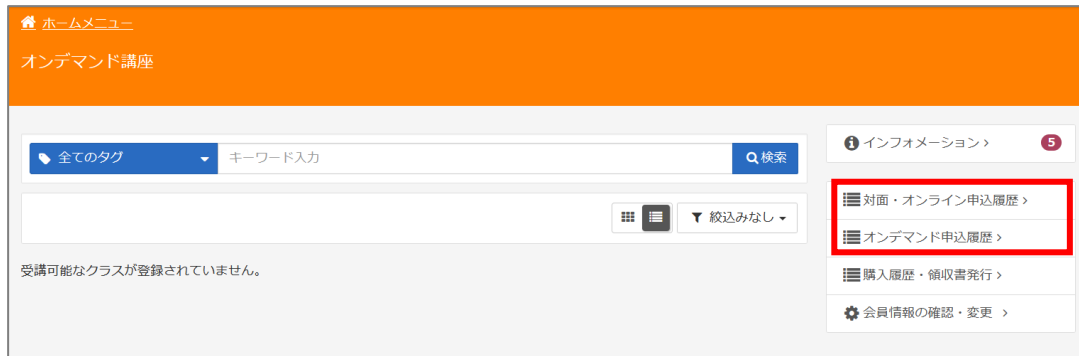 ホームメニュー
オンデマンド講座
全てのタグ キーワード入力 検索
絞込みなし
受講可能なクラスが登録されていません。
インフォメーション› 5
対面・オンライン申込履歴›
オンデマンド申込履歴›
購入履歴・領収書発行›
会員情報の確認・変更 ›